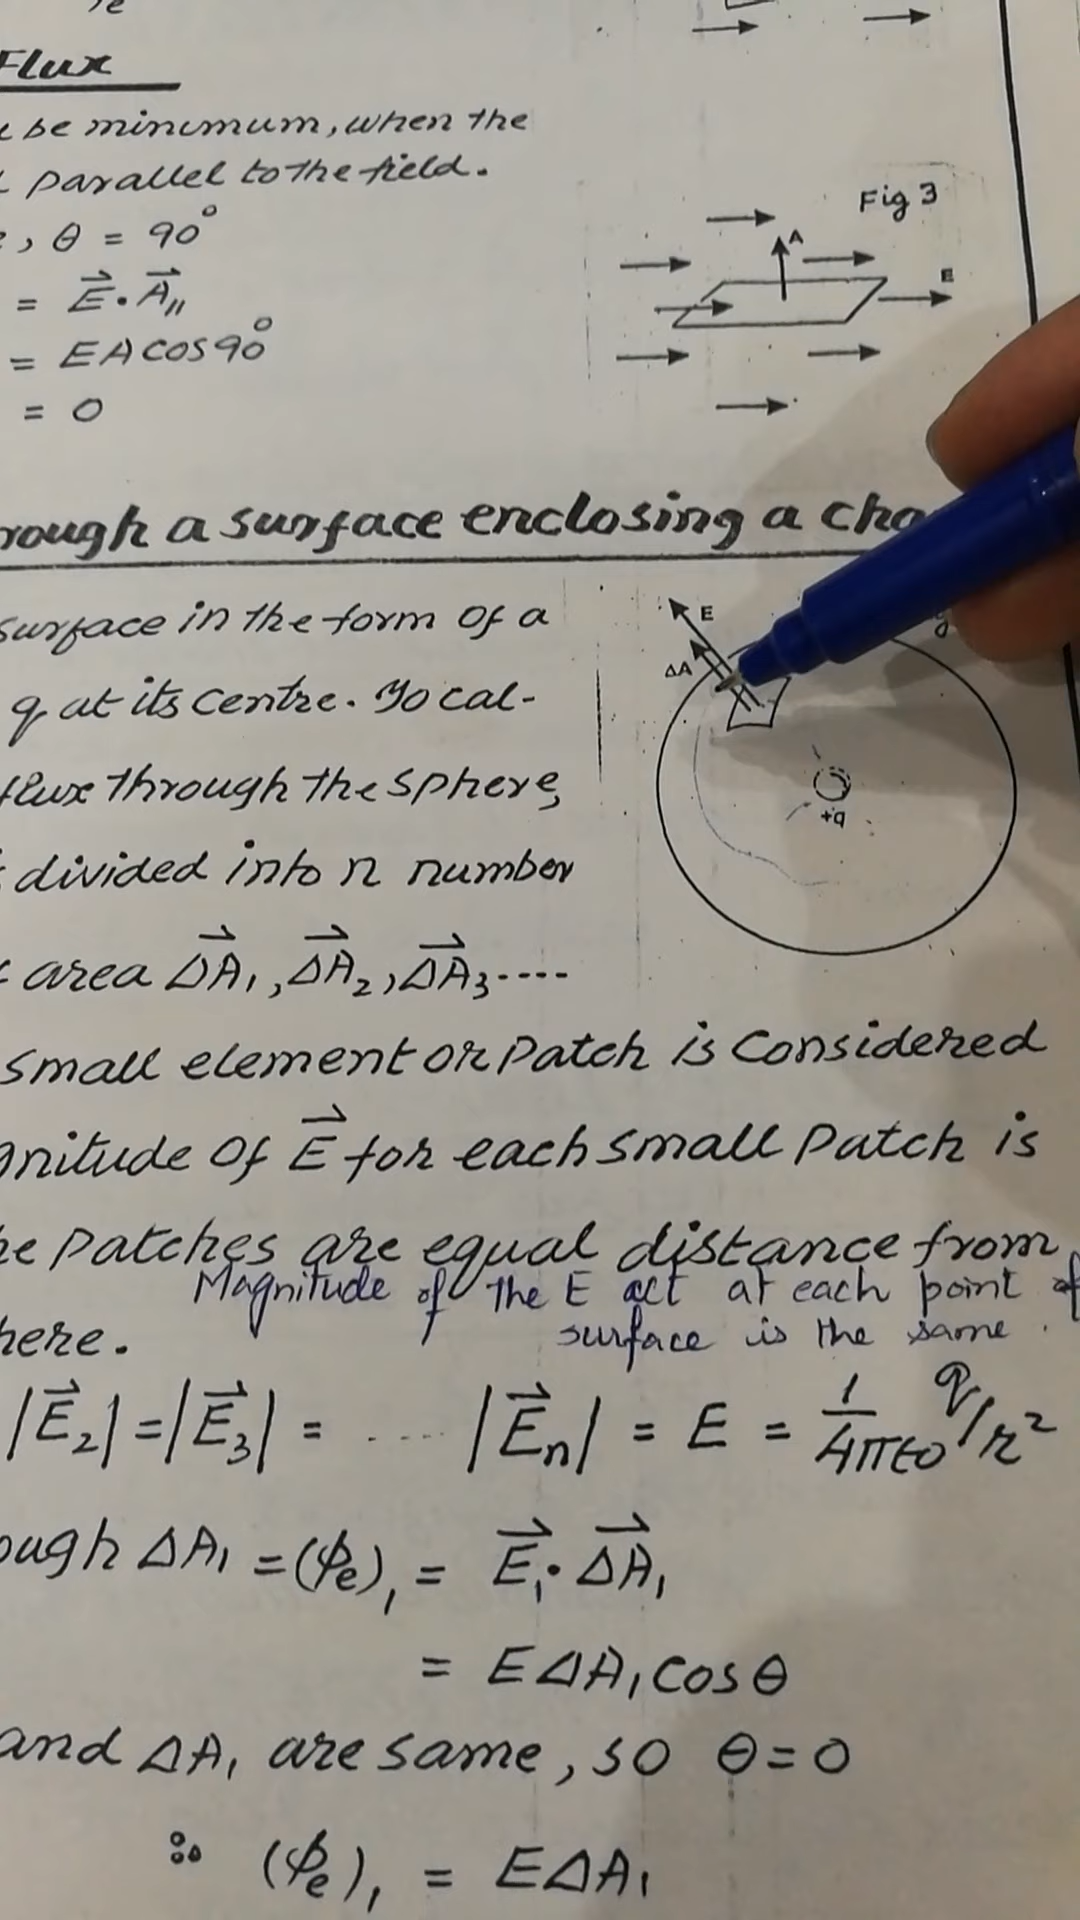 Flux
be minimum, when the
parallel to the field.
Fig 3
, θ = 90°
A
= E⃗ . A⃗∥
E
= EA cos 90°
= 0
rough a surface enclosing a cha
surface in the form of a
E
ΔA
q at its centre. To cal-
flux through the sphere,
+q
divided into n number
area ΔA⃗₁, ΔA⃗₂, ΔA⃗₃ ----
small element or patch is considered
gnitude of E⃗ for each small patch is
he patches are equal distance from
Magnitude of the E act at each point of
here.
surface is the same.
|E⃗₂| = |E⃗₃| = ..... |E⃗n| = E = 1/4πε0 q/r²
ough ΔA₁ = (φe)₁ = E⃗₁ . ΔA⃗₁
= EΔA₁ cos θ
and ΔA₁ are same, so θ = 0
∴ (φe)₁ = EΔA₁